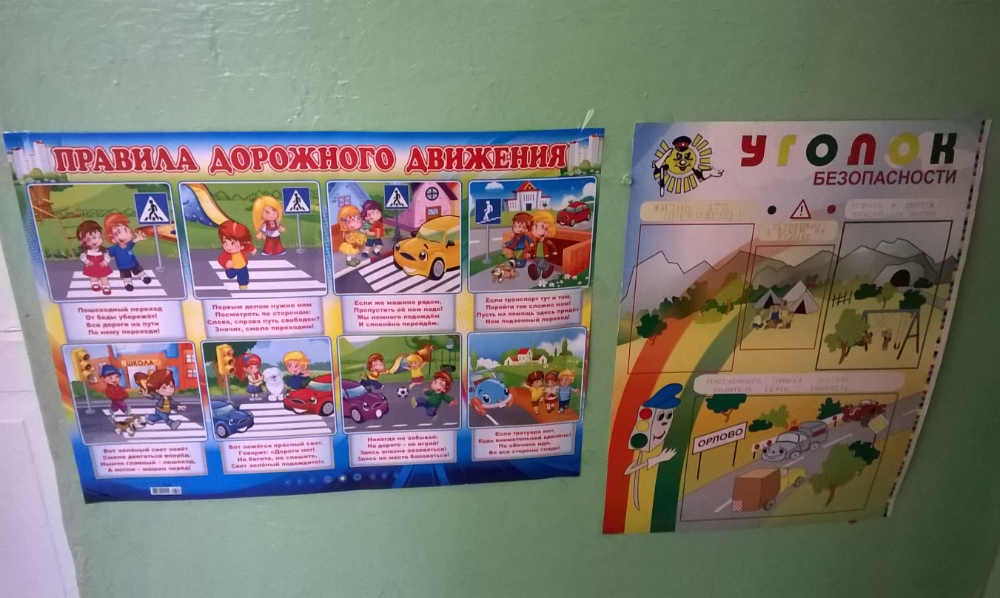 ПРАВИЛА ДОРОЖНОГО ДВИЖЕНИЯ
Пешеходный переход
От беды убережёт!
Все дороги на пути
По нему переходи!
Первым делом нужно нам
Посмотреть по сторонам:
Слева, справа путь свободен?
Значит, смело переходим!
Если же машина рядом,
Пропустить её нам надо!
Мы немного подождём
И спокойно перейдём.
Если транспорт тут и там,
Перейти так сложно нам!
Пусть на помощь здесь придёт
Нам подземный переход!
ШКОЛА
Вот зелёный свет зовёт
Смело двигаться вперёд.
Нынче главный – пешеход,
А потом – машин черёд!
Вот зажёгся красный свет.
Говорит: «Дороги нет!
Не бегите, не спешите,
Свет зелёный подождите!»
Никогда не забывай:
На дороге – не играй!
Здесь опасно зазеваться!
Здесь не место баловаться!
Если тротуара нет,
Будь внимательней вдвойне!
По обочине иди,
Во все стороны гляди!
УГОЛОК
БЕЗОПАСНОСТИ
ОРЛОВО